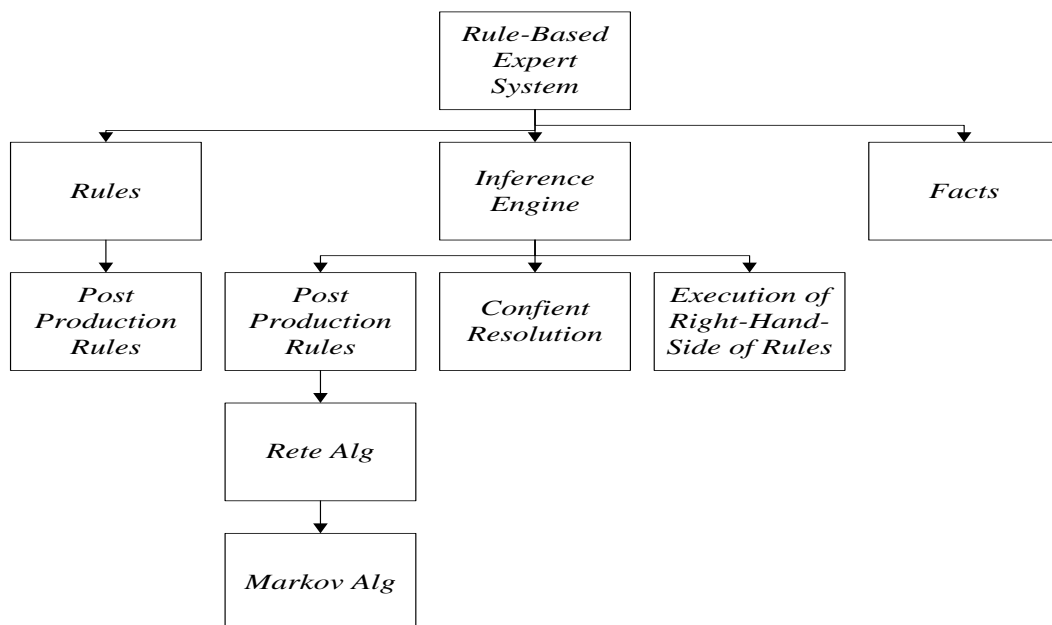 Rule-Based
Expert
System
Rules
Inference
Engine
Facts
Post
Production
Rules
Post
Production
Rules
Confient
Resolution
Execution of
Right-Hand-
Side of Rules
Rete Alg
Markov Alg